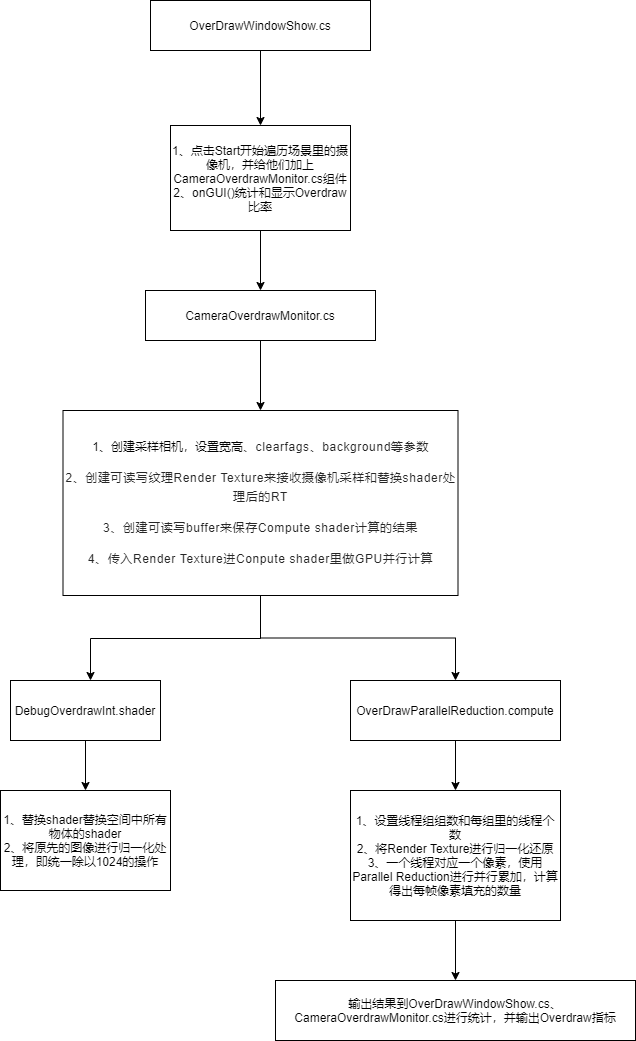 OverDrawWindowShow.cs
1、点击Start开始遍历场景里的摄
像机，并给他们加上
CameraOverdrawMonitor.cs组件
2、onGUI()统计和显示Overdraw
比率
CameraOverdrawMonitor.cs
1、创建采样相机，设置宽高、clearfags、background等参数
2、创建可读写纹理Render Texture来接收摄像机采样和替换shader处
理后的RT
3、创建可读写buffer来保存Compute shader计算的结果
4、传入Render Texture进Conpute shader里做GPU并行计算
DebugOverdrawInt.shader
OverDrawParallelReduction.compute
1、替换shader替换空间中所有
物体的shader
2、将原先的图像进行归一化处
理，即统一除以1024的操作
1、设置线程组组数和每组里的线程个
数
2、将Render Texture进行归一化还原
3、一个线程对应一个像素，使用
Parallel Reduction进行并行累加，计算
得出每帧像素填充的数量
输出结果到OverDrawWindowShow.cs、
CameraOverdrawMonitor.cs进行统计，并输出Overdraw指标